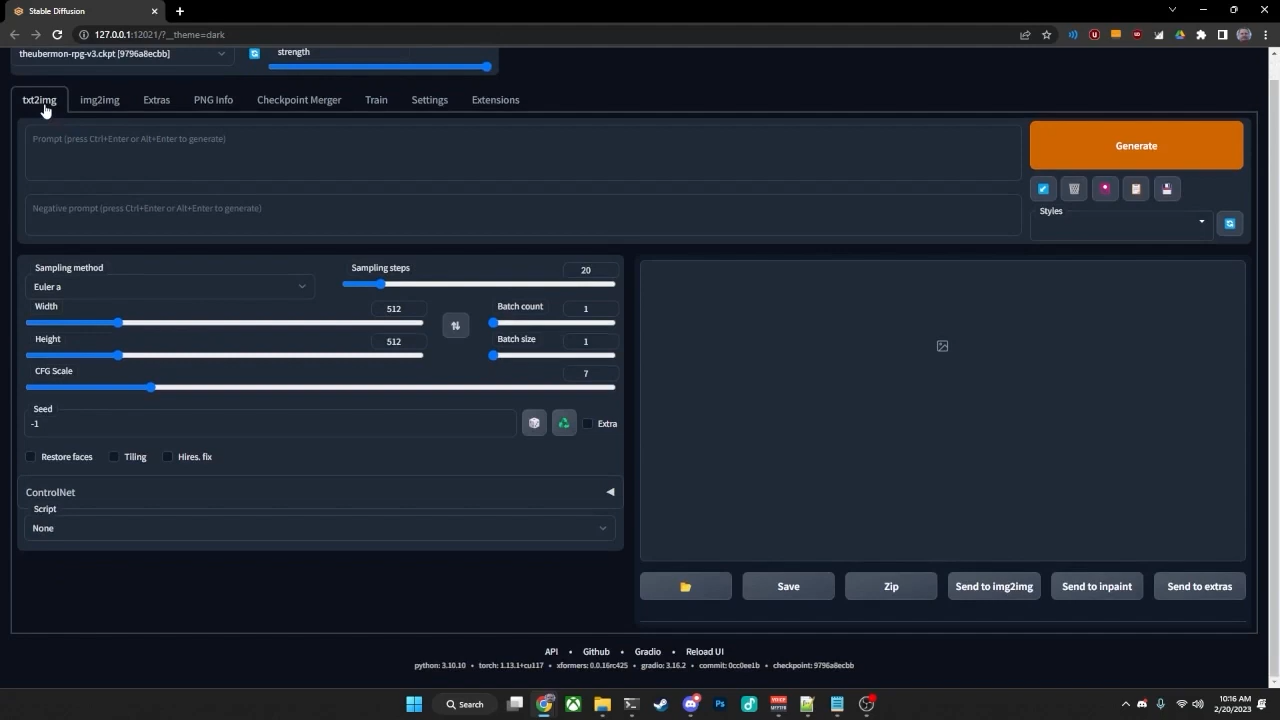 Stable Diffusion
127.0.0.1:12021/?__theme=dark
theubermon-rpg-v3.ckpt [9796a8ecbb]
strength
txt2img img2img Extras PNG Info Checkpoint Merger Train Settings Extensions
Prompt (press Ctrl+Enter or Alt+Enter to generate)
Generate
Negative prompt (press Ctrl+Enter or Alt+Enter to generate)
Styles
Sampling method
Euler a
Sampling steps
20
Width
512
Batch count
1
Height
512
Batch size
1
CFG Scale
7
Seed
-1
Extra
Restore faces Tiling Hires. fix
ControlNet
Script
None
Save Zip Send to img2img Send to inpaint Send to extras
API • Github • Gradio • Reload UI
python: 3.10.10 • torch: 1.13.1+cu117 • xformers: 0.0.16rc425 • gradio: 3.16.2 • commit: 0cc0ee1b • checkpoint: 9796a8ecbb
Search
Ps
10:16 AM
2/20/2023